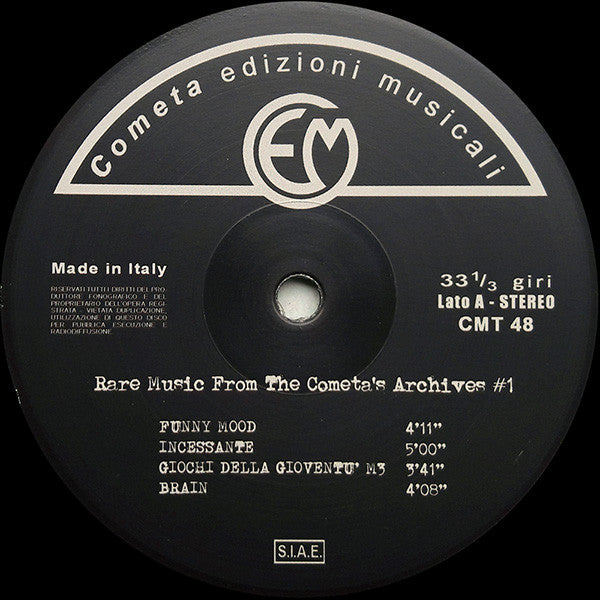 Cometa edizioni musicali
CEM
Made in Italy
RISERVATI TUTTI I DIRITTI DEL PRO-
DUTTORE FONOGRAFICO E DEL
PROPRIETARIO DELL'OPERA REGI-
STRATA - VIETATA DUPLICAZIONE,
UTILIZZAZIONE DI QUESTO DISCO
PER PUBBLICA ESECUZIONE E
RADIODIFFUSIONE
33 1/3 giri
Lato A - STEREO
CMT 48
Rare Music From The Cometa's Archives #1
FUNNY MOOD 4'11"
INCESSANTE 5'00"
GIOCHI DELLA GIOVENTU' M3 3'41"
BRAIN 4'08"
S.I.A.E.